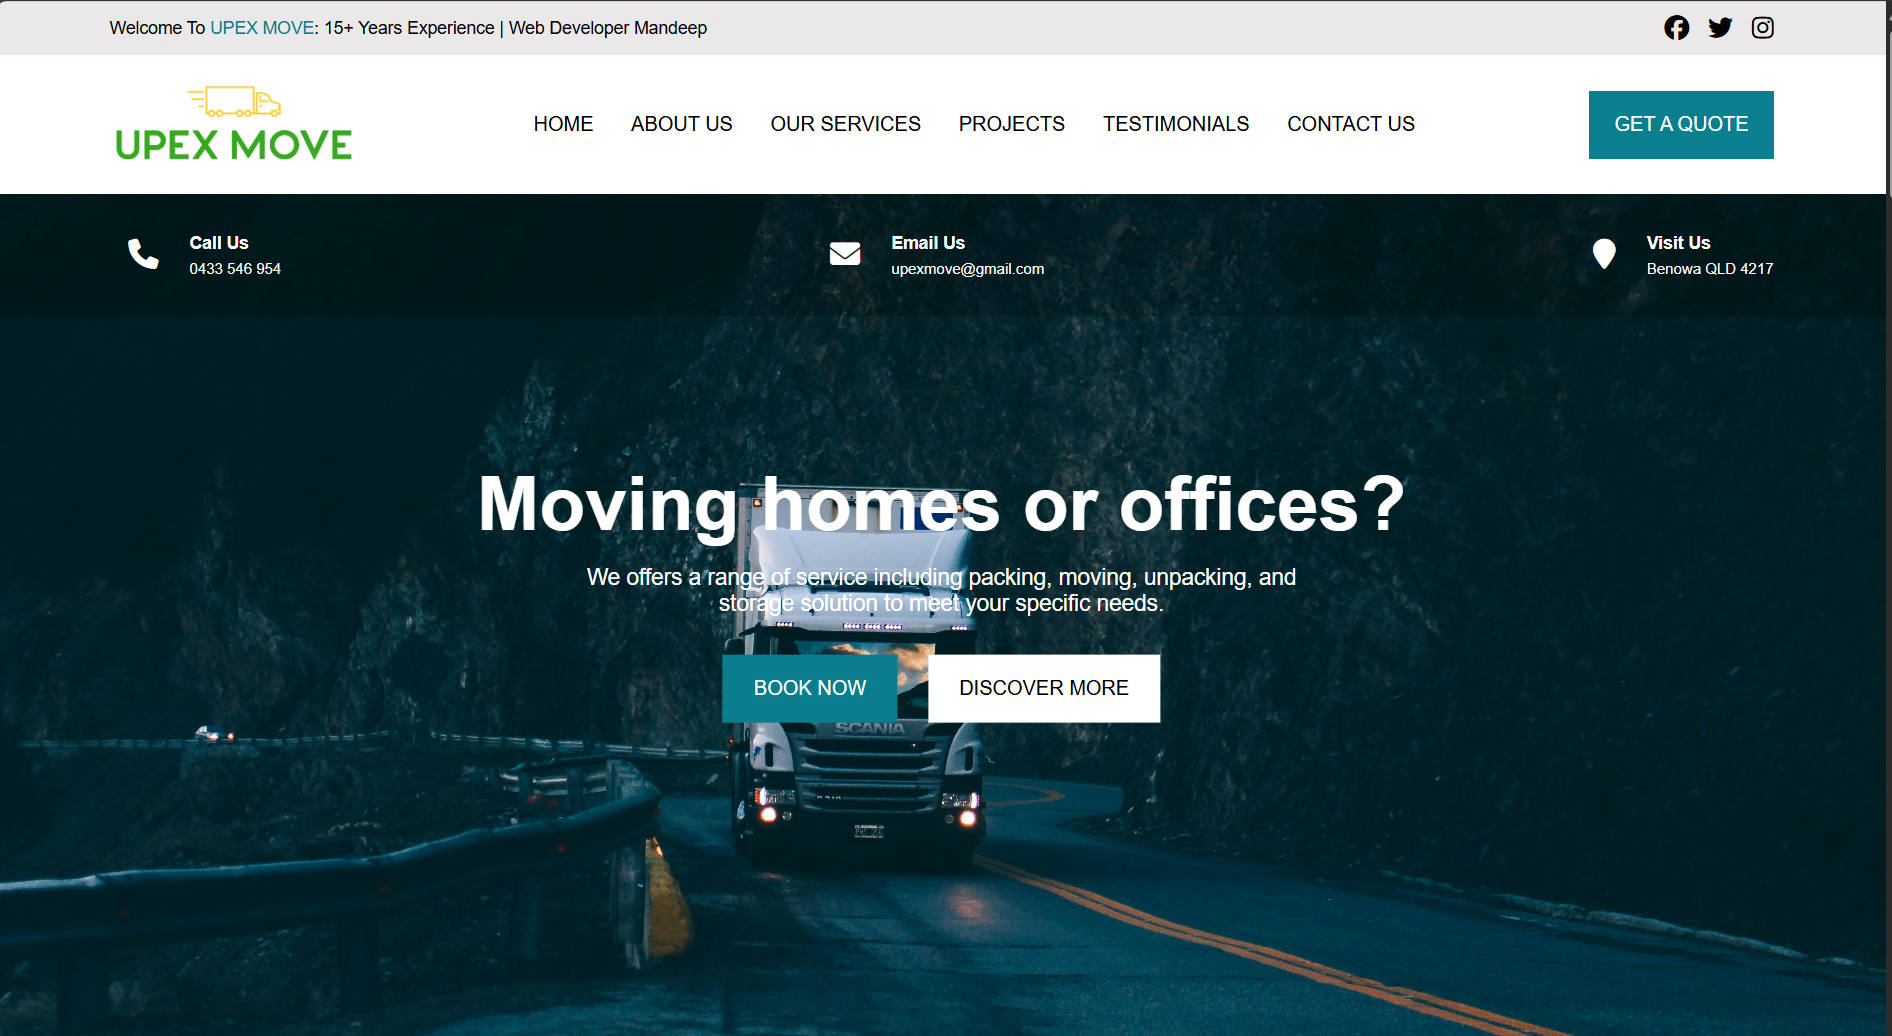 Welcome To UPEX MOVE: 15+ Years Experience | Web Developer Mandeep
UPEX MOVE
HOME ABOUT US OUR SERVICES PROJECTS TESTIMONIALS CONTACT US
GET A QUOTE
Call Us
0433 546 954
Email Us
upexmove@gmail.com
Visit Us
Benowa QLD 4217
Moving homes or offices?
We offers a range of service including packing, moving, unpacking, and
storage solution to meet your specific needs.
BOOK NOW
DISCOVER MORE
SCANIA